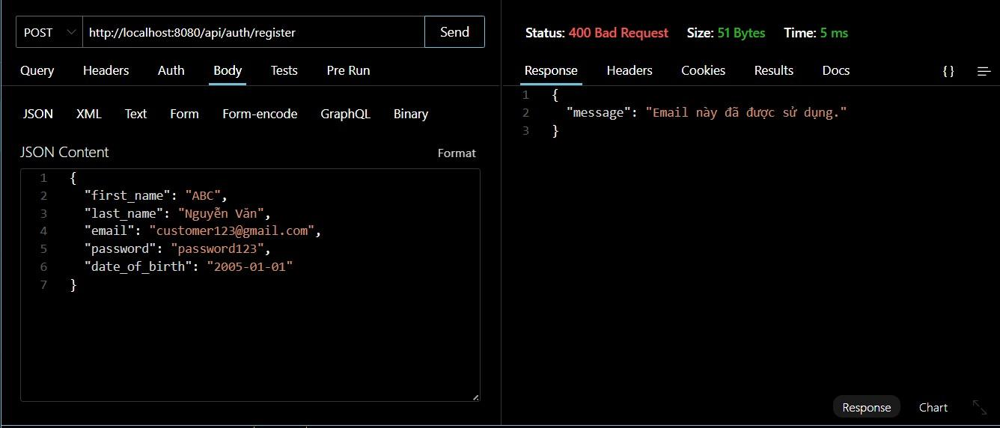 POST http://localhost:8080/api/auth/register Send
Query Headers Auth Body Tests Pre Run
JSON XML Text Form Form-encode GraphQL Binary
JSON Content Format
1 {
2 "first_name": "ABC",
3 "last_name": "Nguyễn Văn",
4 "email": "customer123@gmail.com",
5 "password": "password123",
6 "date_of_birth": "2005-01-01"
7 }
Status: 400 Bad Request Size: 51 Bytes Time: 5 ms
Response Headers Cookies Results Docs { }
1 {
2 "message": "Email này đã được sử dụng."
3 }
Response Chart